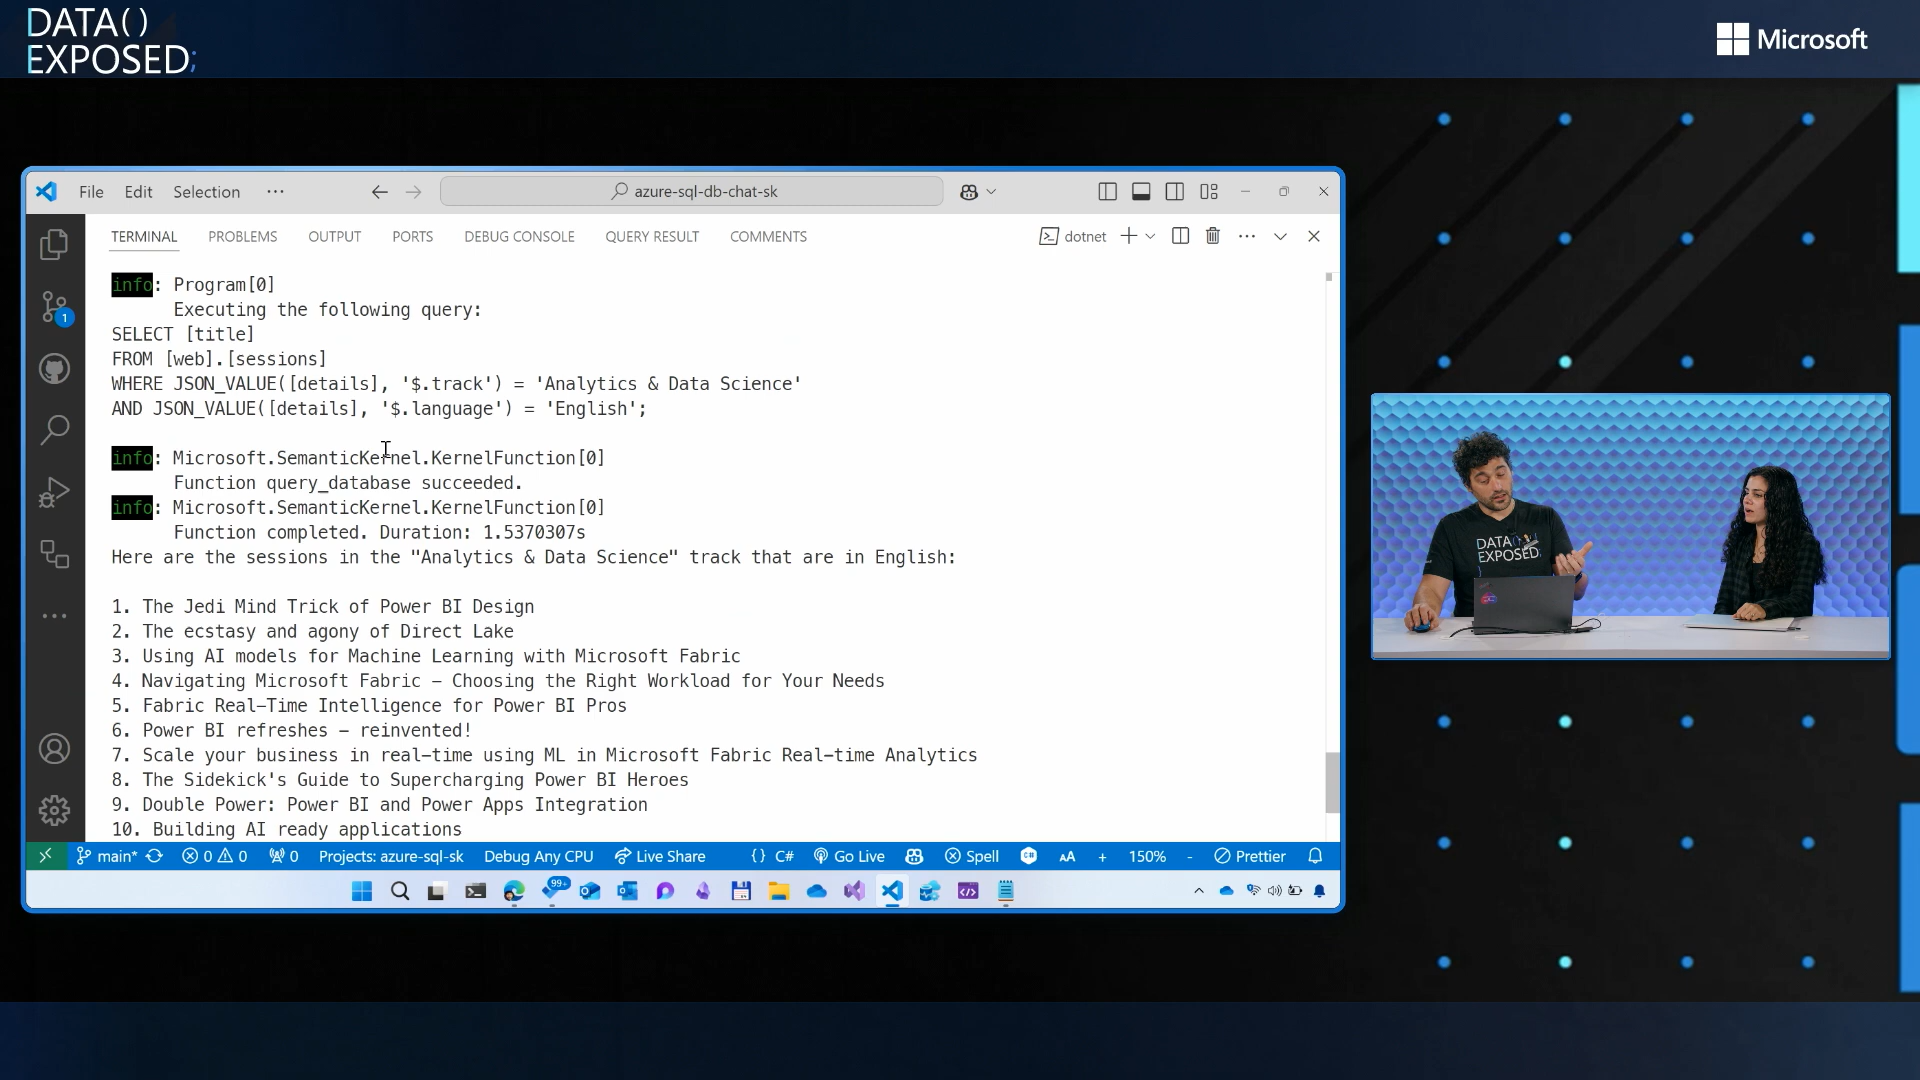 DATA()
EXPOSED;
Microsoft
File Edit Selection ··· azure-sql-db-chat-sk
TERMINAL PROBLEMS OUTPUT PORTS DEBUG CONSOLE QUERY RESULT COMMENTS dotnet
info: Program[0]
Executing the following query:
SELECT [title]
FROM [web].[sessions]
WHERE JSON_VALUE([details], '$.track') = 'Analytics & Data Science'
AND JSON_VALUE([details], '$.language') = 'English';
info: Microsoft.SemanticKernel.KernelFunction[0]
Function query_database succeeded.
info: Microsoft.SemanticKernel.KernelFunction[0]
Function completed. Duration: 1.5370307s
Here are the sessions in the "Analytics & Data Science" track that are in English:
1. The Jedi Mind Trick of Power BI Design
2. The ecstasy and agony of Direct Lake
3. Using AI models for Machine Learning with Microsoft Fabric
4. Navigating Microsoft Fabric – Choosing the Right Workload for Your Needs
5. Fabric Real-Time Intelligence for Power BI Pros
6. Power BI refreshes – reinvented!
7. Scale your business in real-time using ML in Microsoft Fabric Real-time Analytics
8. The Sidekick's Guide to Supercharging Power BI Heroes
9. Double Power: Power BI and Power Apps Integration
10. Building AI ready applications
1
main* 0 0 0 Projects: azure-sql-sk Debug Any CPU Live Share {} C# Go Live Spell aA + 150% - Prettier
99+
DATA()
EXPOSED;